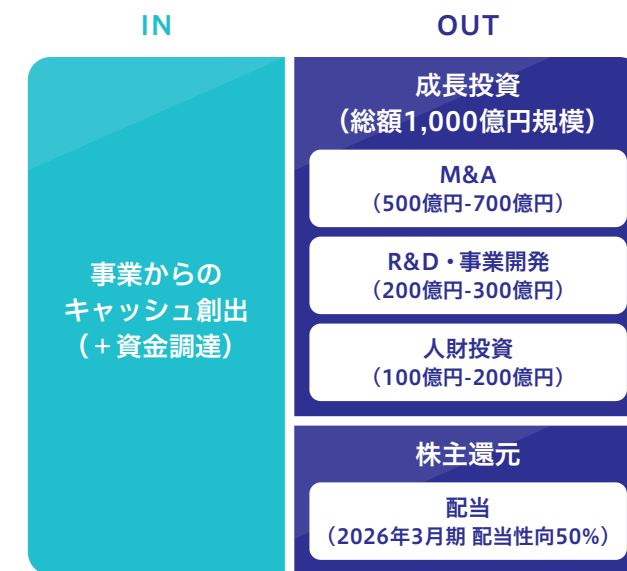 IN
OUT
事業からの
キャッシュ創出
（＋資金調達）
成長投資
（総額1,000億円規模）
M&A
（500億円-700億円）
R&D・事業開発
（200億円-300億円）
人財投資
（100億円-200億円）
株主還元
配当
（2026年3月期 配当性向50%）